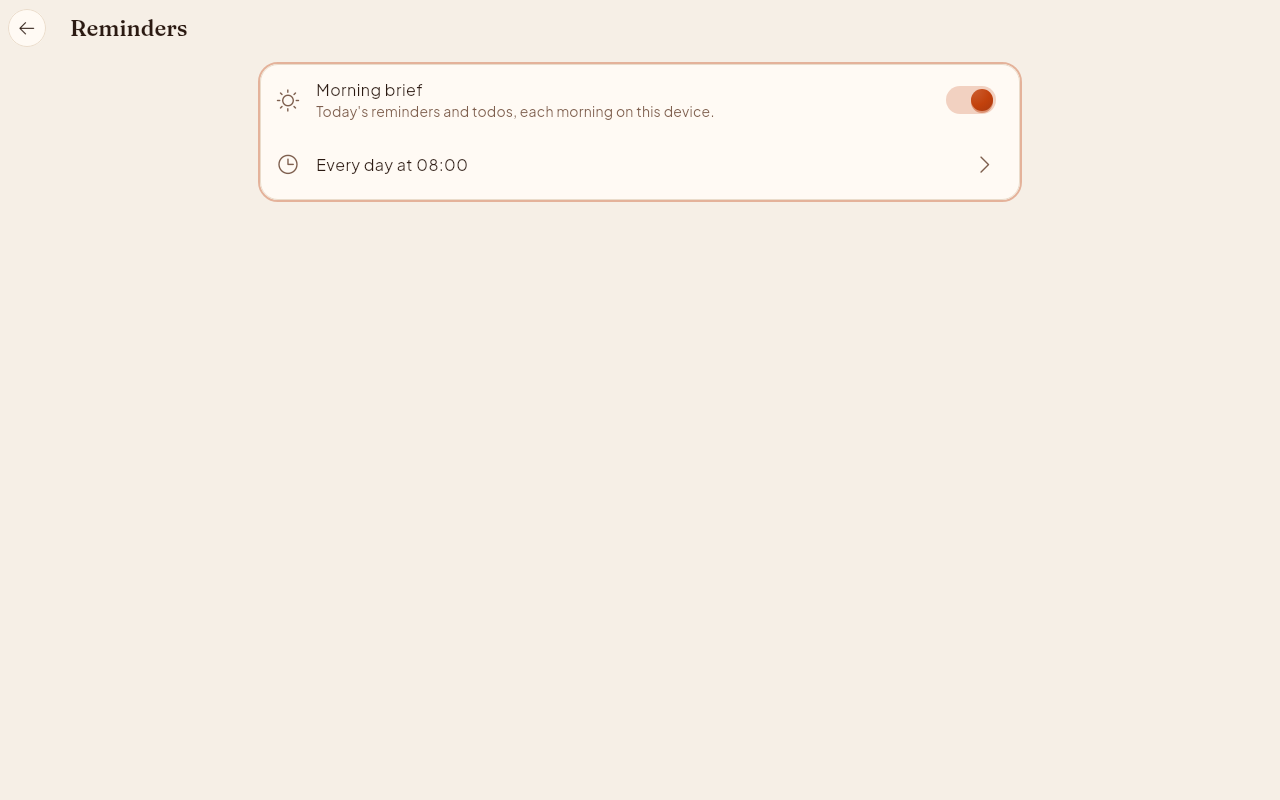 Reminders
Morning brief
Today's reminders and todos, each morning on this device.
Every day at 08:00